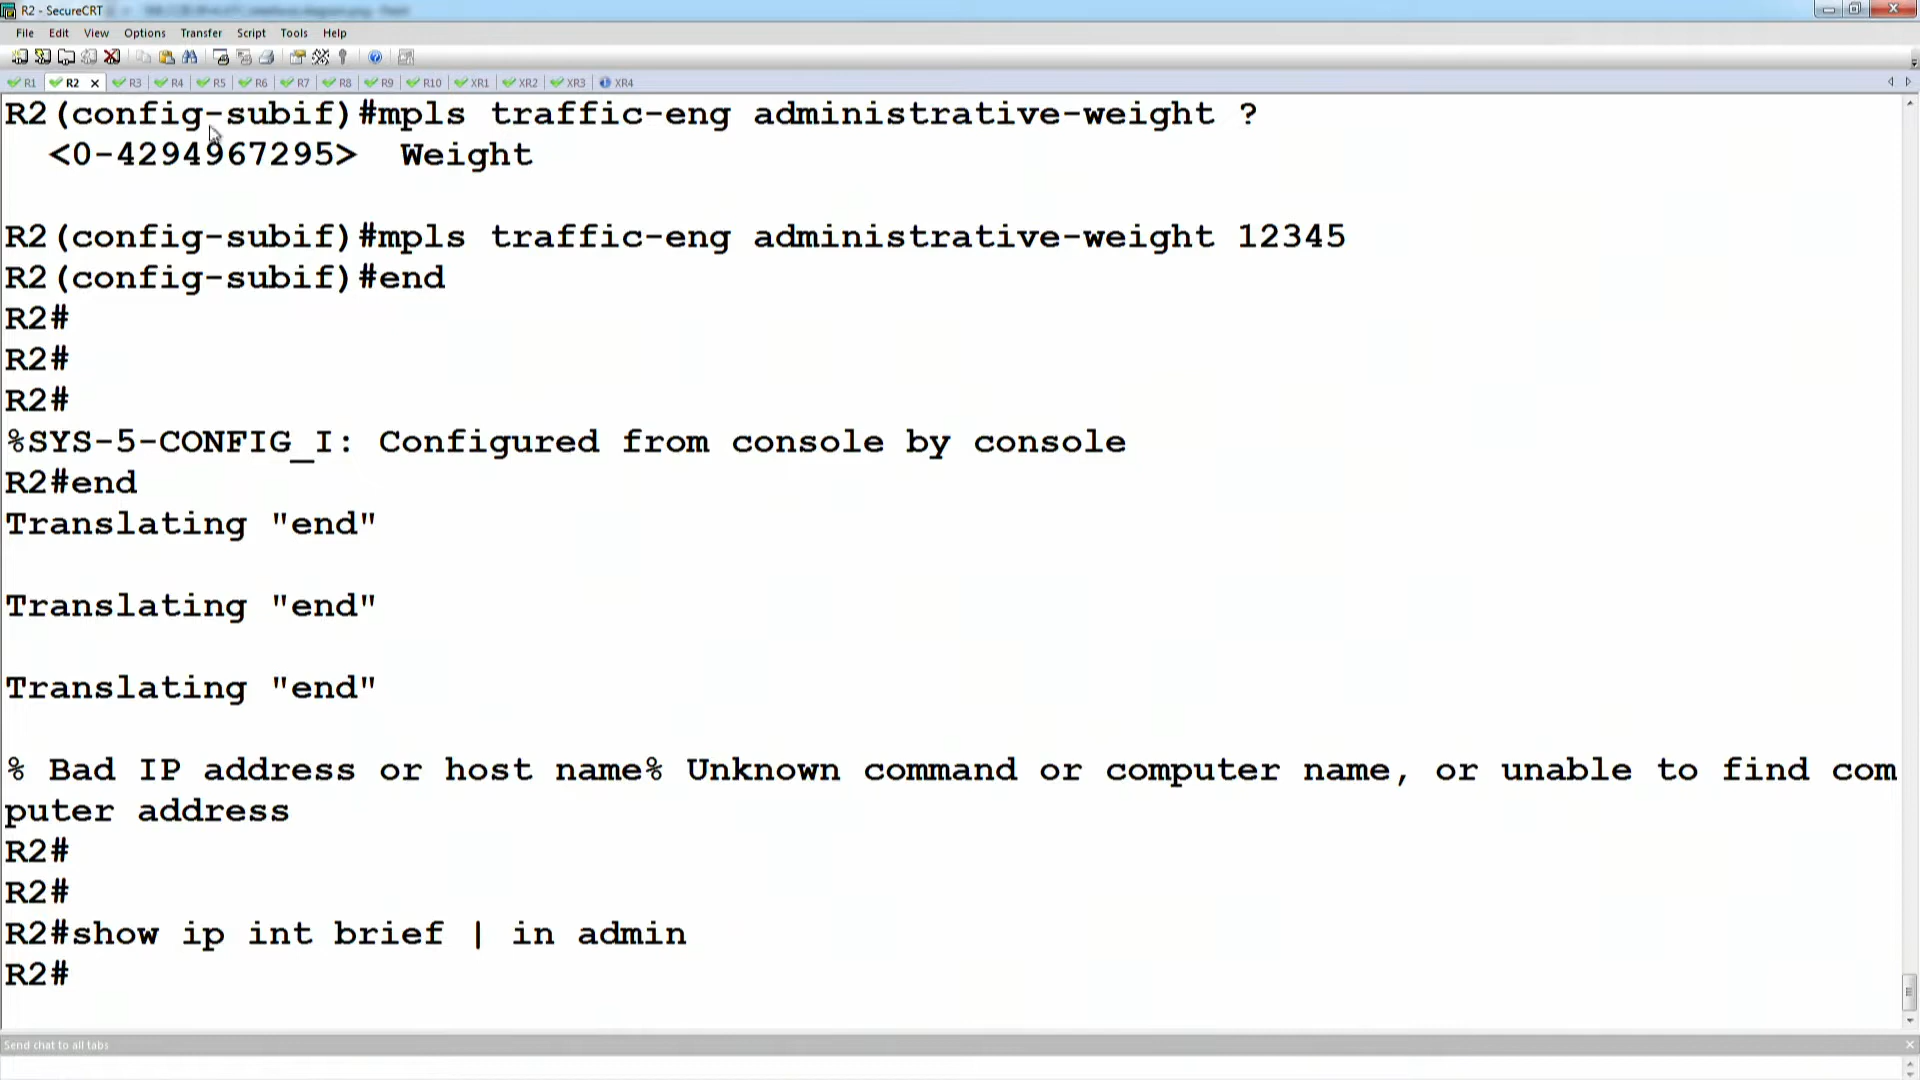 R2 - SecureCRT
File Edit View Options Transfer Script Tools Help
R1 R2 R3 R4 R5 R6 R7 R8 R9 R10 XR1 XR2 XR3 XR4
R2(config-subif)#mpls traffic-eng administrative-weight ?
<0-4294967295> Weight
R2(config-subif)#mpls traffic-eng administrative-weight 12345
R2(config-subif)#end
R2#
R2#
R2#
%SYS-5-CONFIG_I: Configured from console by console
R2#end
Translating "end"
Translating "end"
Translating "end"
% Bad IP address or host name% Unknown command or computer name, or unable to find com
puter address
R2#
R2#
R2#show ip int brief | in admin
R2#
Send chat to all tabs